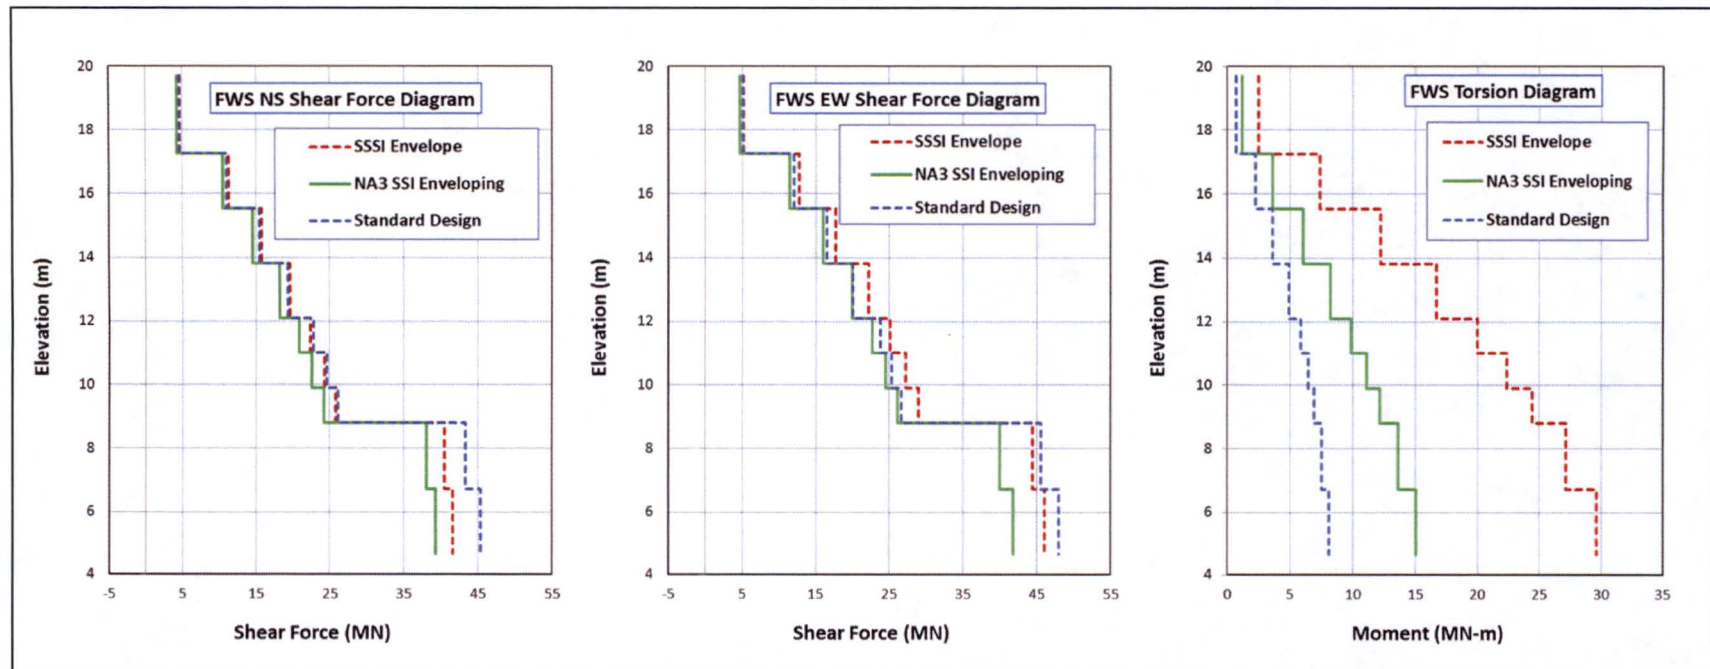 FWS NS Shear Force Diagram
SSSI Envelope
NA3 SSI Enveloping
Standard Design
Elevation (m)
20
18
16
14
12
10
8
6
4
-5 5 15 25 35 45 55
Shear Force (MN)
FWS EW Shear Force Diagram
SSSI Envelope
NA3 SSI Enveloping
Standard Design
Elevation (m)
20
18
16
14
12
10
8
6
4
-5 5 15 25 35 45 55
Shear Force (MN)
FWS Torsion Diagram
SSSI Envelope
NA3 SSI Enveloping
Standard Design
Elevation (m)
20
18
16
14
12
10
8
6
4
0 5 10 15 20 25 30 35
Moment (MN-m)